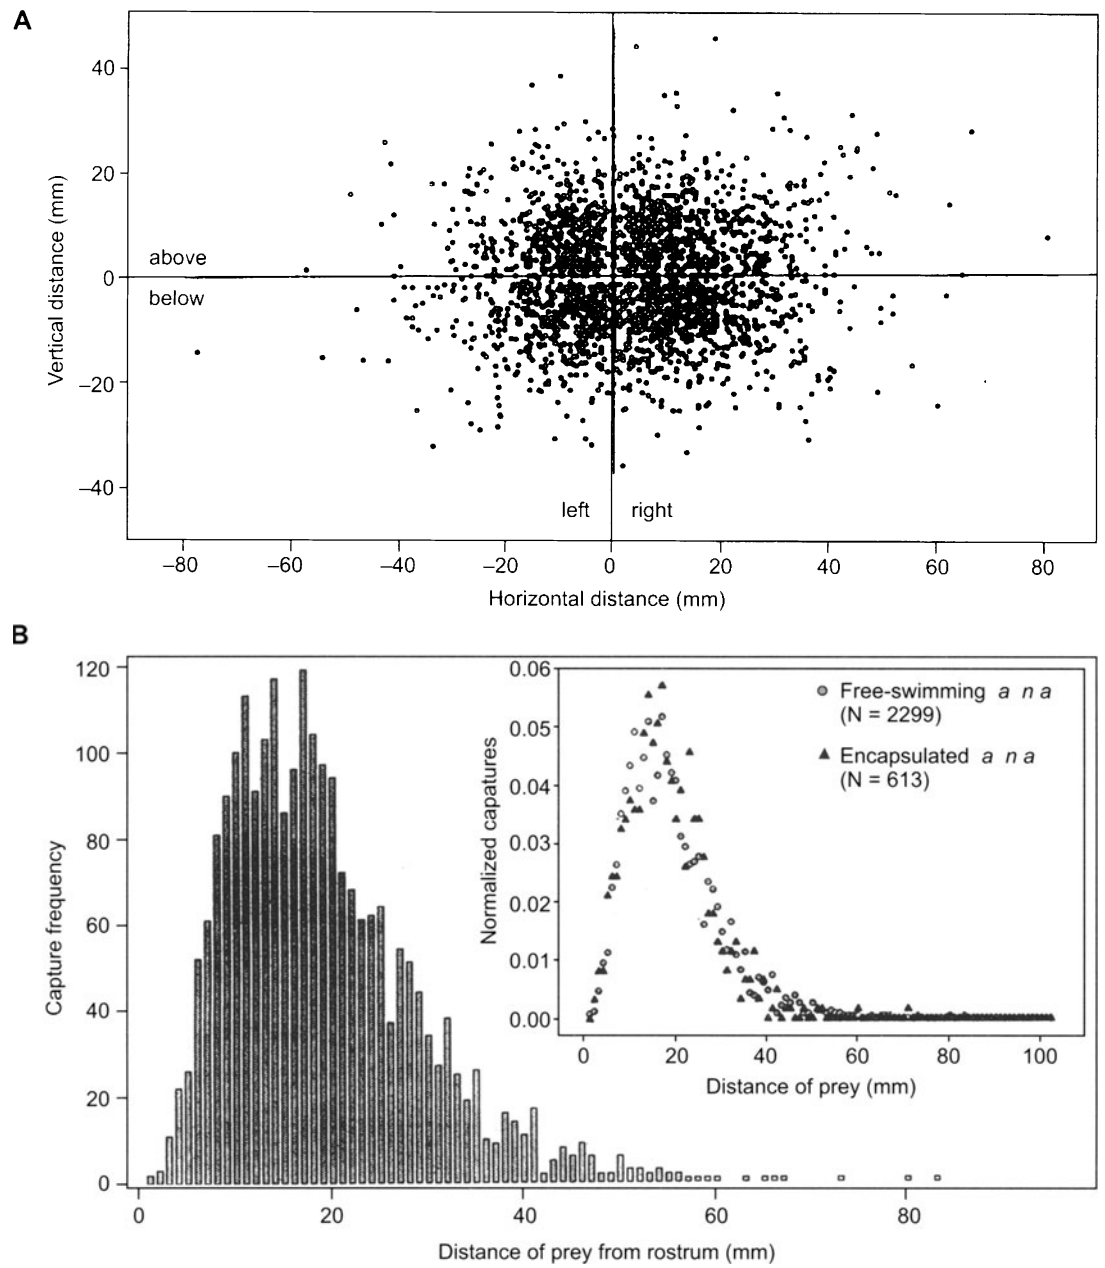 A
40
20
0
–20
–40
Vertical distance (mm)
above
below
left right
–80 –60 –40 –20 0 20 40 60 80
Horizontal distance (mm)
B
120
100
80
60
40
20
0
Capture frequency
0 20 40 60 80
Distance of prey from rostrum (mm)
0.06
0.05
0.04
0.03
0.02
0.01
0.00
Normalized capatures
Free-swimming a n a
(N = 2299)
Encapsulated a n a
(N = 613)
0 20 40 60 80 100
Distance of prey (mm)